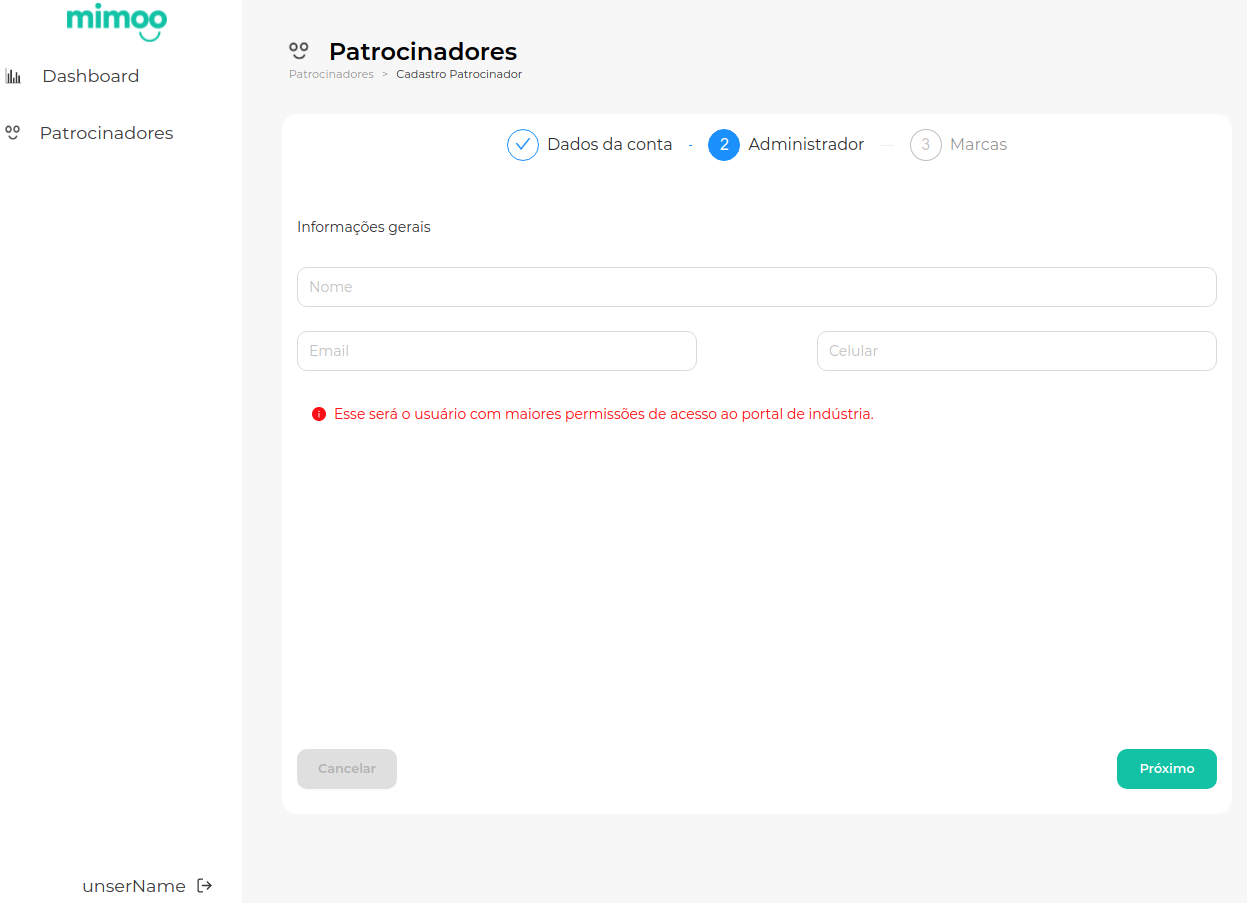 mimoo
Dashboard
Patrocinadores
unserName
Patrocinadores
Patrocinadores > Cadastro Patrocinador
Dados da conta - 2 Administrador 3 Marcas
Informações gerais
Nome
Email Celular
Esse será o usuário com maiores permissões de acesso ao portal de indústria.
Cancelar Próximo